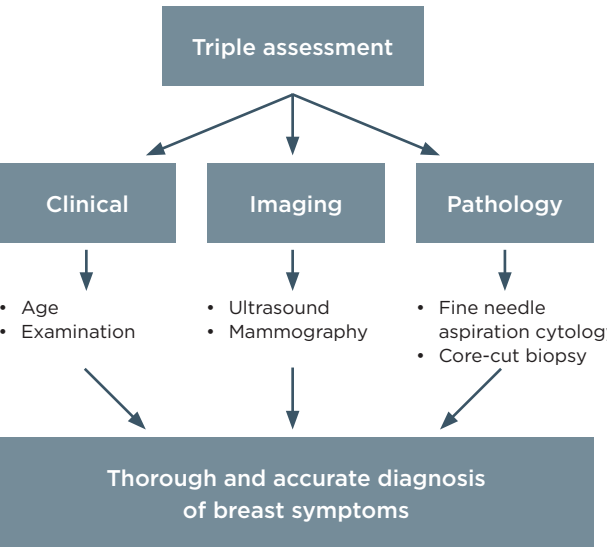 Triple assessment
Clinical
Imaging
Pathology
• Age
• Examination
• Ultrasound
• Mammography
• Fine needle
aspiration cytology
• Core-cut biopsy
Thorough and accurate diagnosis
of breast symptoms